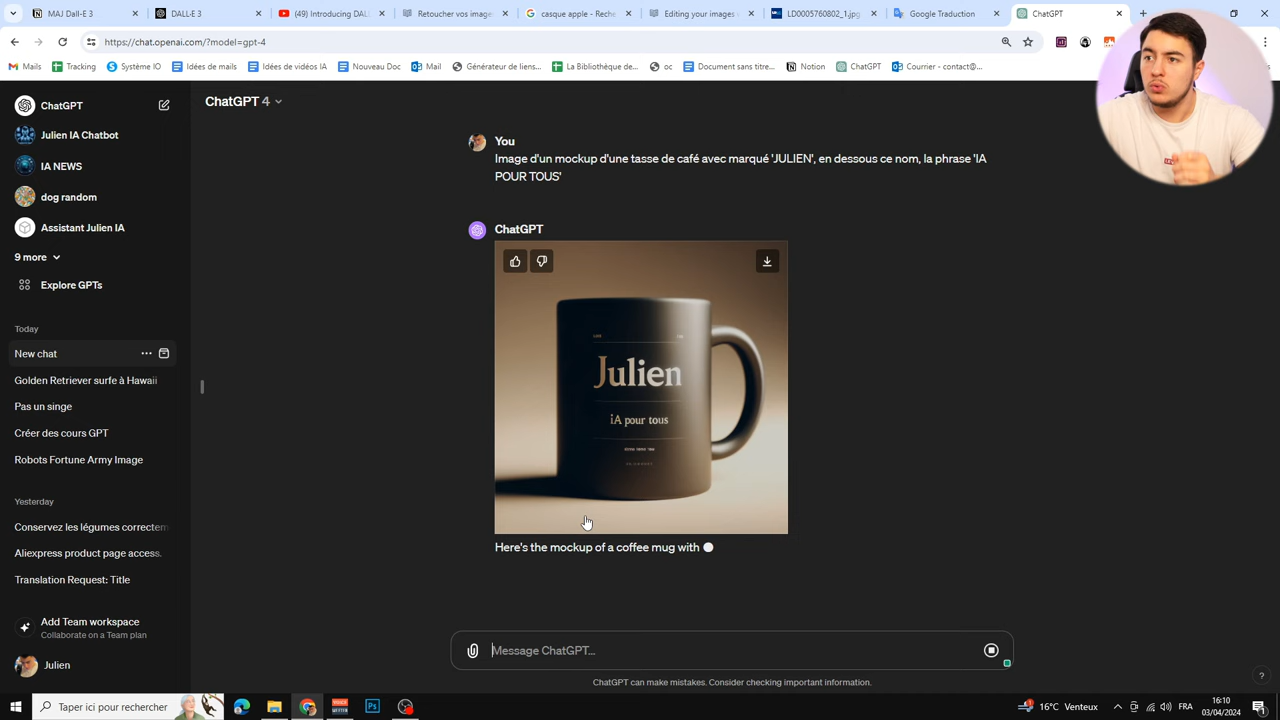 MAJ Dall-E 3
DALL-E 3
(49) Introducing DALL
Retoucher vos image
casque apple - Reche
Editing your images
LD0005760802_1.jpg
Google Traduction
ChatGPT
https://chat.openai.com/?model=gpt-4
Mails
Tracking
Système IO
Idées de mails
Idées de vidéos IA
Nouveau Doc
Mail
Générateur de liens...
La Bibliothèque de...
oc
Document sans titre...
Notion
ChatGPT
Courrier - contact@...
ChatGPT
Julien IA Chatbot
IA NEWS
dog random
Assistant Julien IA
9 more
Explore GPTs
Today
New chat
Golden Retriever surfe à Hawaii
Pas un singe
Créer des cours GPT
Robots Fortune Army Image
Yesterday
Conservez les légumes correctem
Aliexpress product page access.
Translation Request: Title
Add Team workspace
Collaborate on a Team plan
Julien
ChatGPT 4
You
Image d'un mockup d'une tasse de café avec marqué 'JULIEN', en dessous ce nom, la phrase 'IA
POUR TOUS'
ChatGPT
Julien
iA pour tous
Here's the mockup of a coffee mug with
Message ChatGPT...
ChatGPT can make mistakes. Consider checking important information.
?
Taper ici pour rechercher
Ps
16°C Venteux
FRA
16:10
03/04/2024